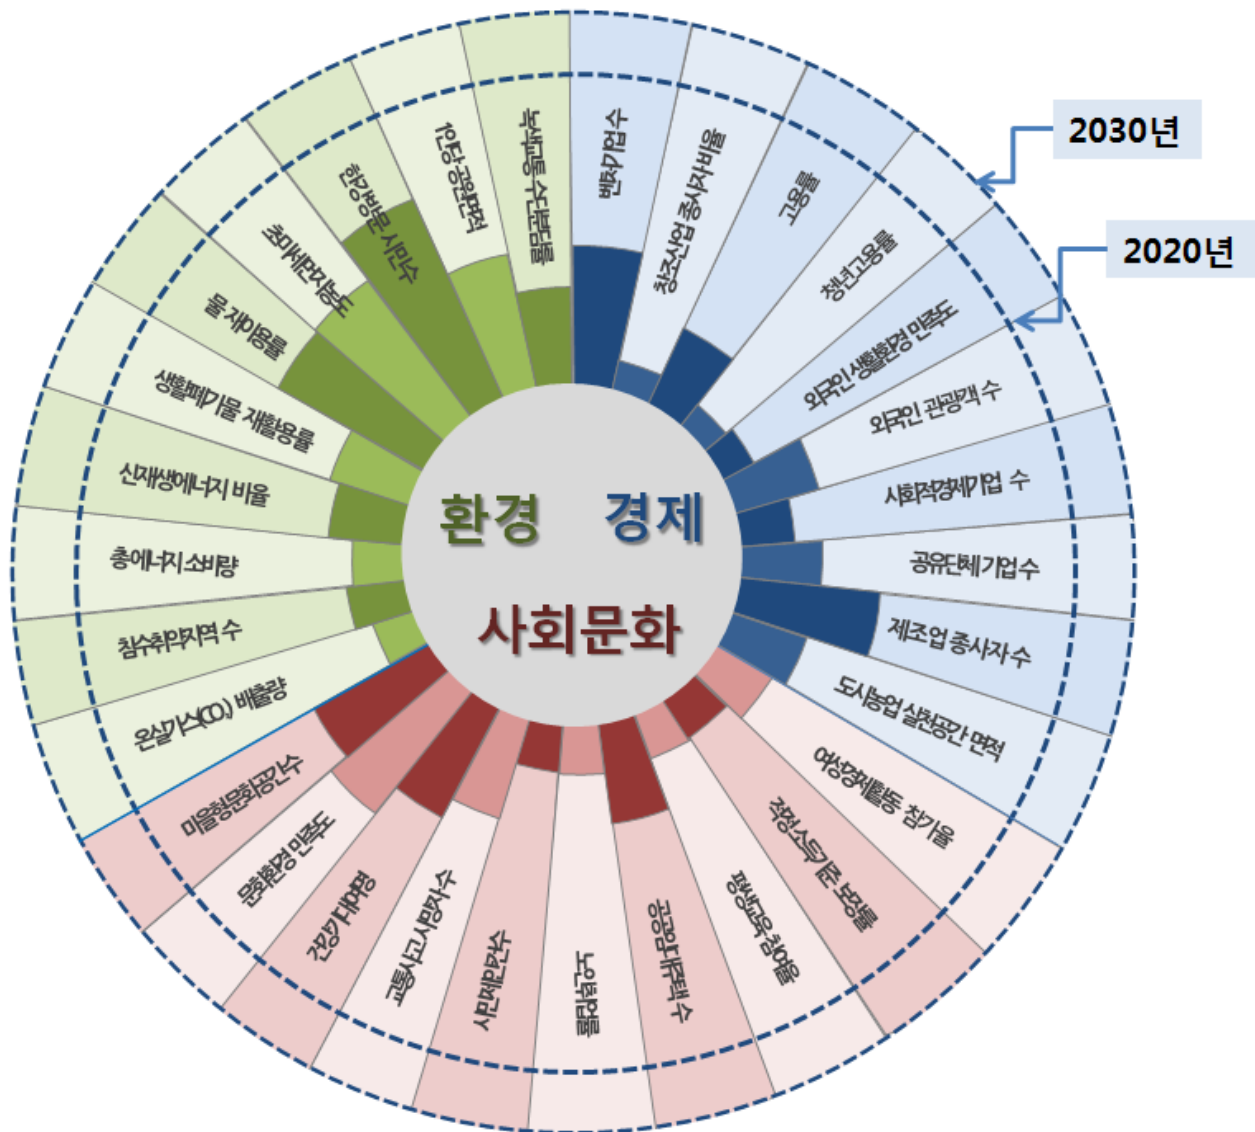 2030년
2020년
환경
경제
사회문화
벤처기업 수
창조산업 종사자 비율
고용률
청년고용률
외국인 생활환경 만족도
외국인 관광객 수
사회적경제기업 수
공유단체 기업 수
제조업 종사자 수
도시농업 실천공간 면적
여성경제활동 참가율
적정소득기준 보장률
평생교육 참여율
공공임대주택 수
시민제안건수
교통사고 사망자 수
건강기대여명
문화환경 만족도
마을형문화공간수
온실가스(CO₂) 배출량
침수취약지역 수
총 에너지 소비량
신재생에너지 비율
생활폐기물 재활용률
물 재이용률
초미세먼지농도
한강방문 시민수
1인당 공원면적
녹색교통 수단분담률